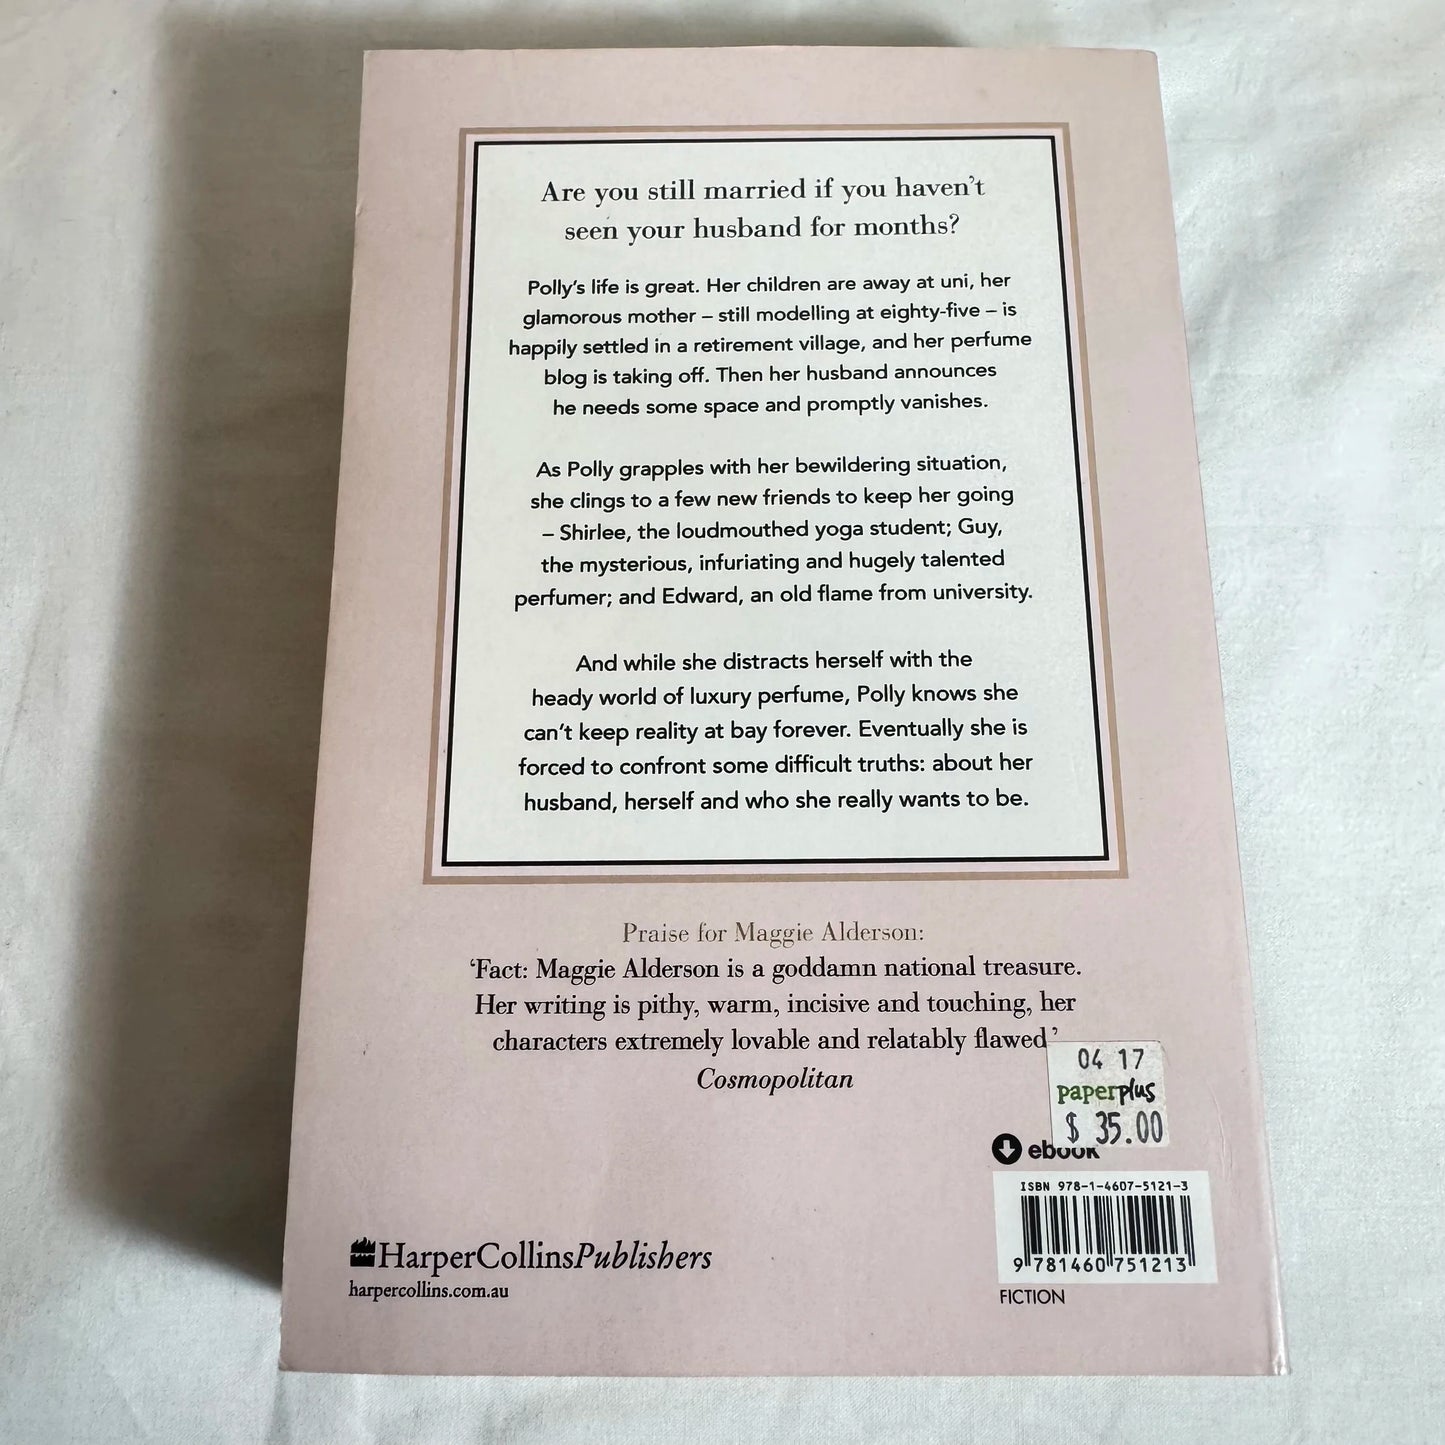 Are you still married if you haven't
seen your husband for months?
Polly's life is great. Her children are away at uni, her
glamorous mother – still modelling at eighty-five – is
happily settled in a retirement village, and her perfume
blog is taking off. Then her husband announces
he needs some space and promptly vanishes.
As Polly grapples with her bewildering situation,
she clings to a few new friends to keep her going
– Shirlee, the loudmouthed yoga student; Guy,
the mysterious, infuriating and hugely talented
perfumer; and Edward, an old flame from university.
And while she distracts herself with the
heady world of luxury perfume, Polly knows she
can't keep reality at bay forever. Eventually she is
forced to confront some difficult truths: about her
husband, herself and who she really wants to be.
Praise for Maggie Alderson:
'Fact: Maggie Alderson is a goddamn national treasure.
Her writing is pithy, warm, incisive and touching, her
characters extremely lovable and relatably flawed'
Cosmopolitan
04 17
paperplus
$ 35.00
ebook
ISBN 978-1-4607-5121-3
9 781460 751213
FICTION
HarperCollinsPublishers
harpercollins.com.au